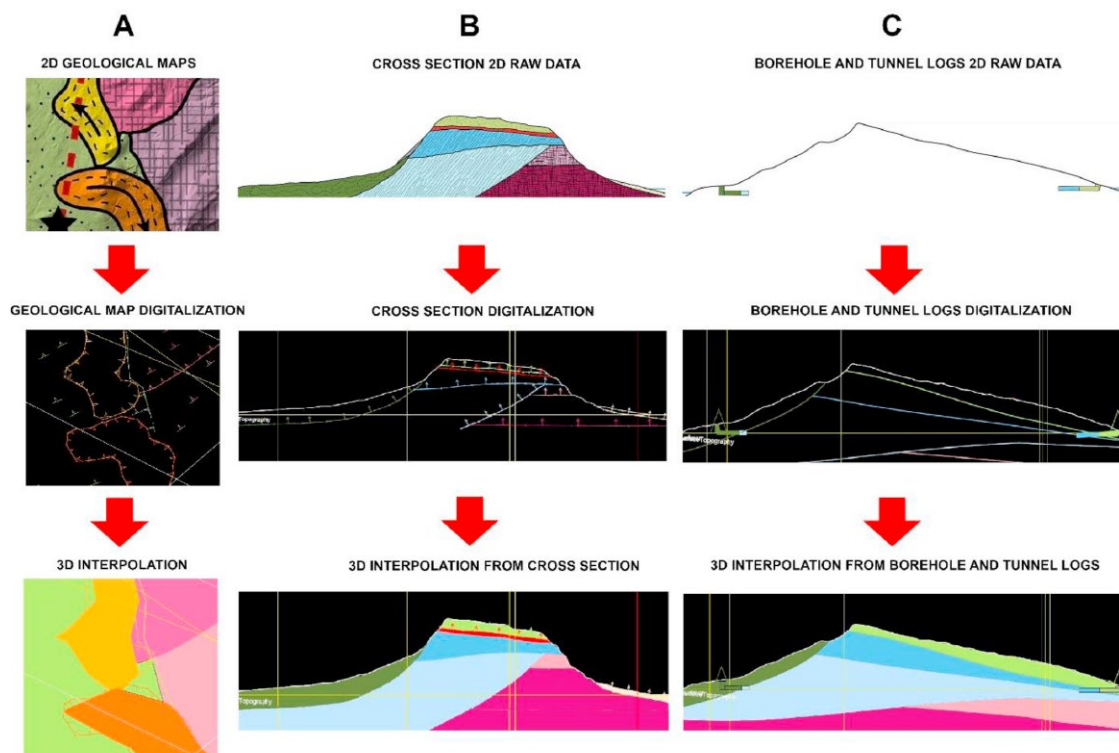 A
B
C
2D GEOLOGICAL MAPS
CROSS SECTION 2D RAW DATA
BOREHOLE AND TUNNEL LOGS 2D RAW DATA
GEOLOGICAL MAP DIGITALIZATION
CROSS SECTION DIGITALIZATION
BOREHOLE AND TUNNEL LOGS DIGITALIZATION
3D INTERPOLATION
3D INTERPOLATION FROM CROSS SECTION
3D INTERPOLATION FROM BOREHOLE AND TUNNEL LOGS
Topography